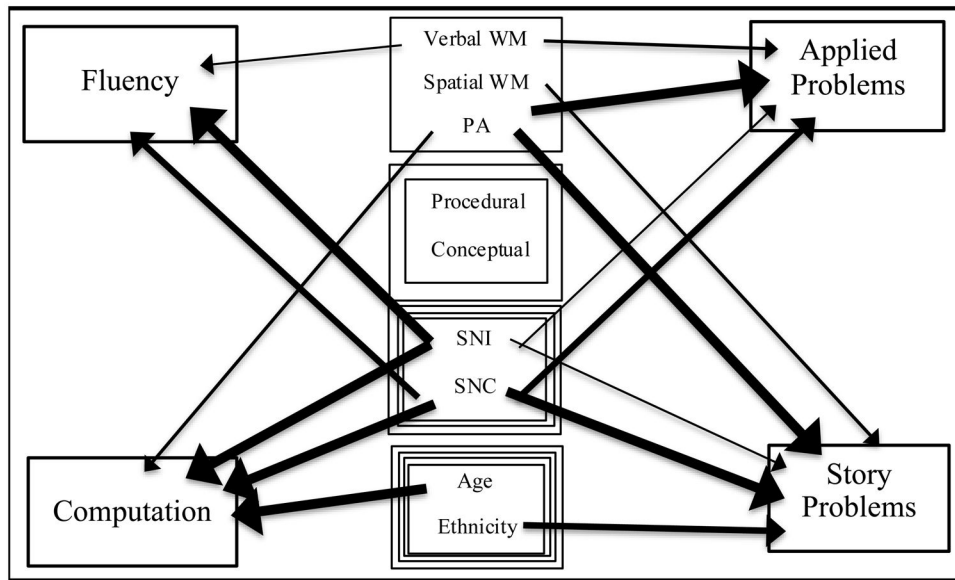 Fluency
Verbal WM
Spatial WM
PA
Applied
Problems
Procedural
Conceptual
SNI
SNC
Computation
Age
Ethnicity
Story
Problems